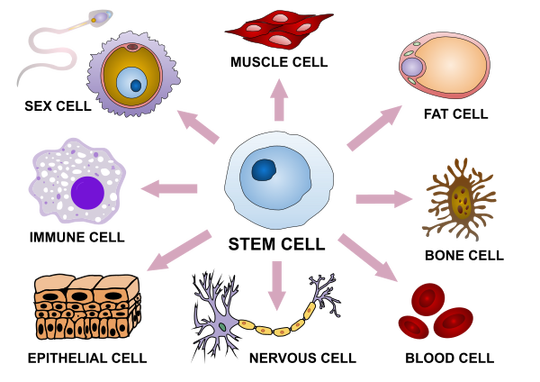 MUSCLE CELL
SEX CELL
FAT CELL
IMMUNE CELL
STEM CELL
BONE CELL
EPITHELIAL CELL
NERVOUS CELL
BLOOD CELL